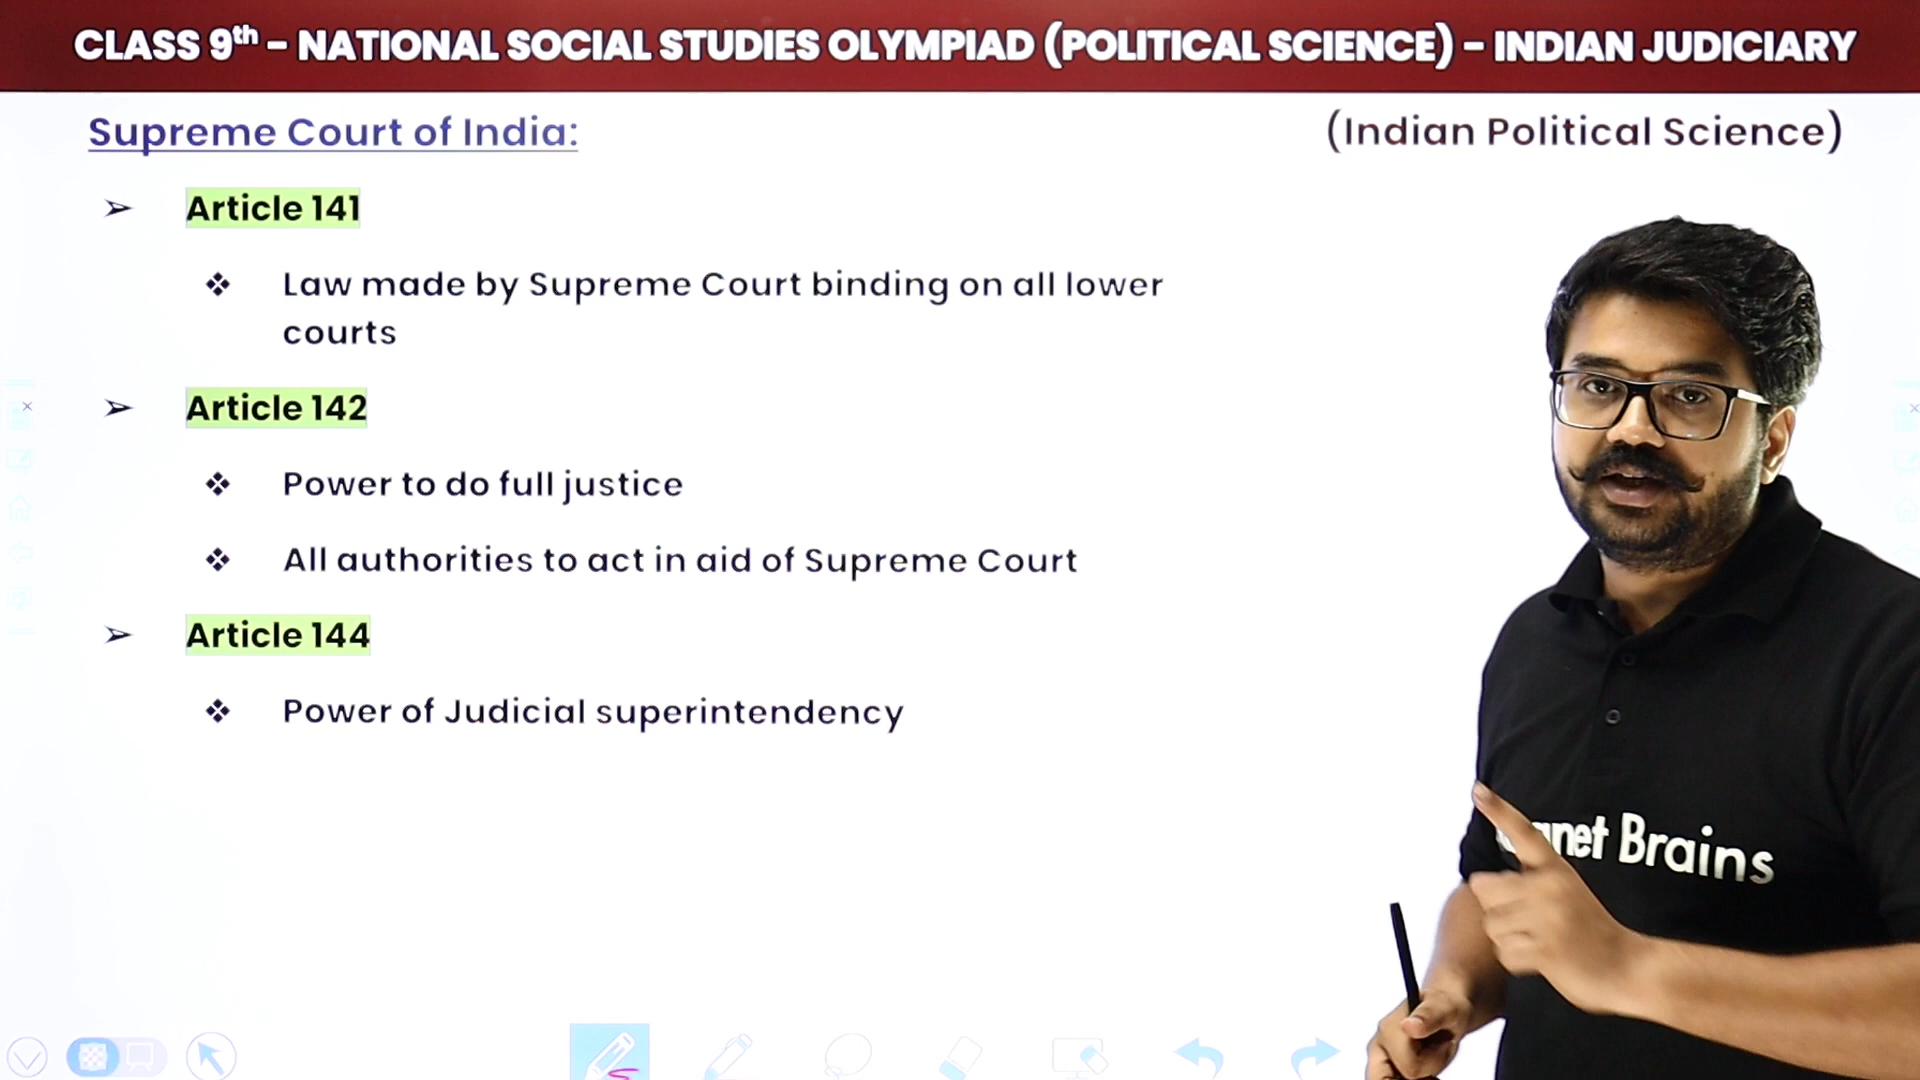 CLASS 9th - NATIONAL SOCIAL STUDIES OLYMPIAD (POLITICAL SCIENCE) - INDIAN JUDICIARY
Supreme Court of India:
(Indian Political Science)
Article 141
Law made by Supreme Court binding on all lower
courts
Article 142
Power to do full justice
All authorities to act in aid of Supreme Court
Article 144
Power of Judicial superintendency
Brains